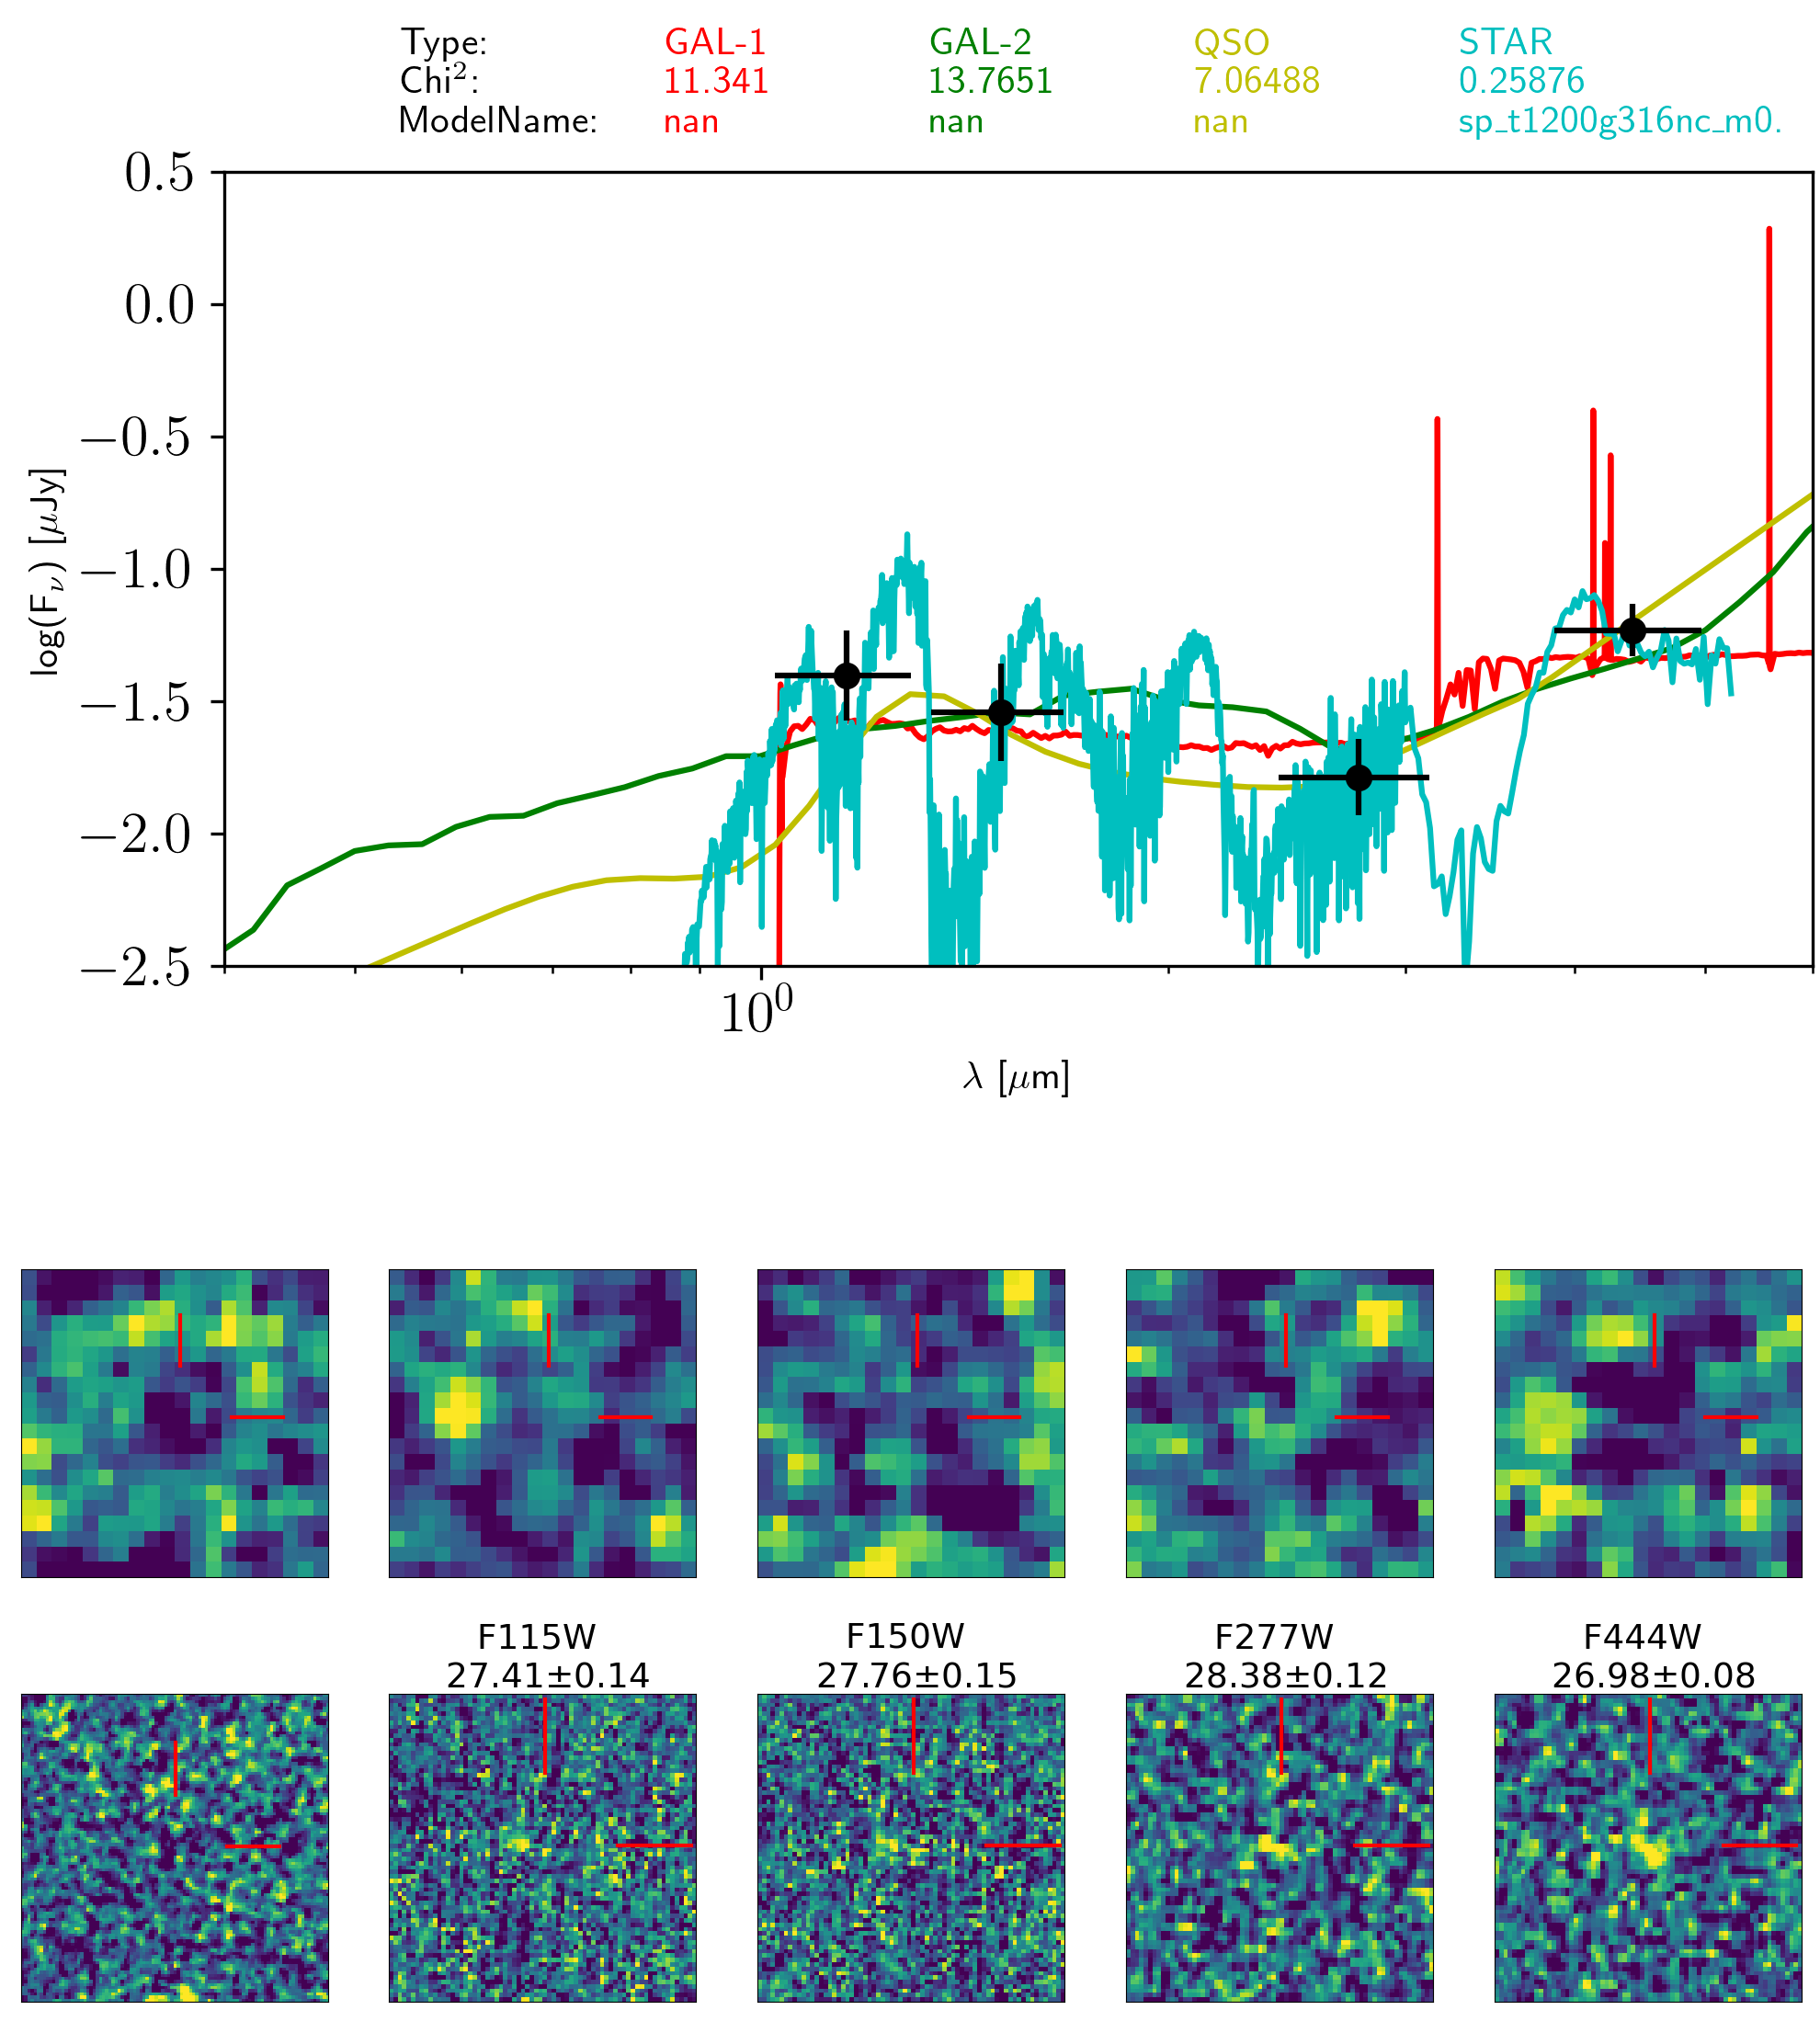 Type: GAL-1 GAL-2 QSO STAR
Chi²: 11.341 13.7651 7.06488 0.25876
ModelName: nan nan nan sp_t1200g316nc_m0.
0.5
0.0
−0.5
−1.0
−1.5
−2.0
−2.5
log(Fν) [μJy]
10⁰
λ [μm]
F115W F150W F277W F444W
27.41±0.14 27.76±0.15 28.38±0.12 26.98±0.08